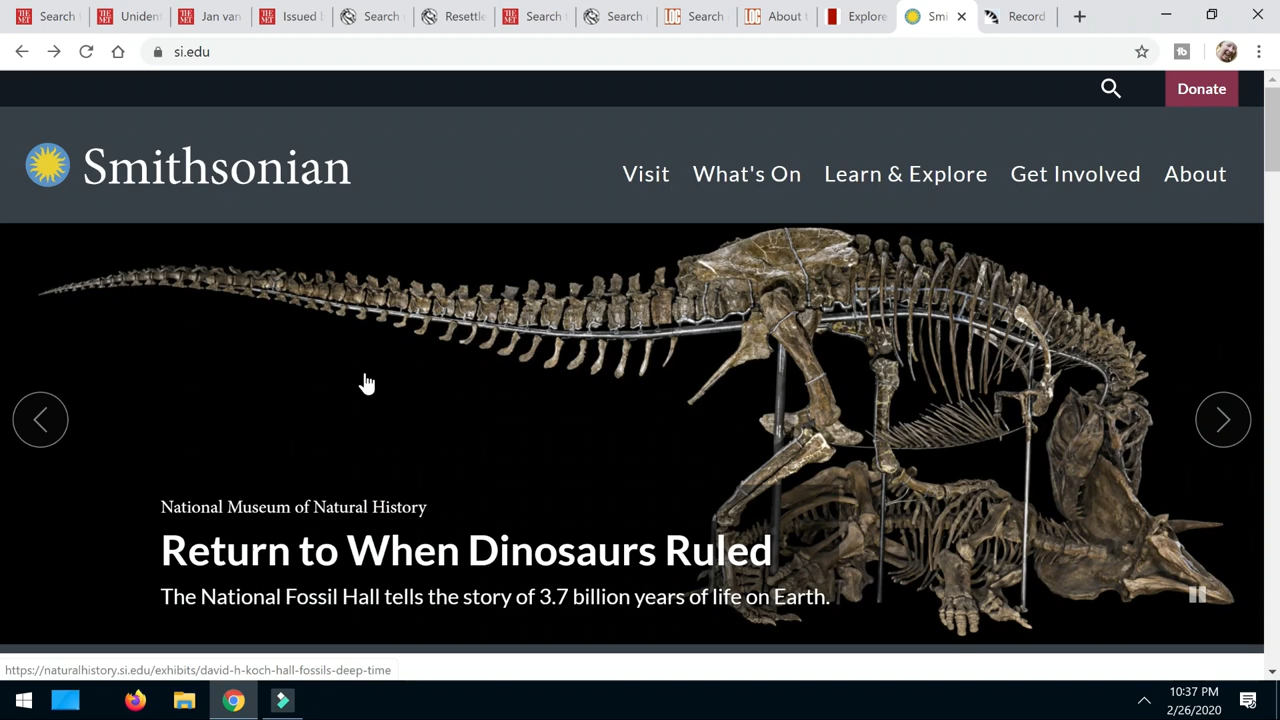 Search
Unident
Jan van
Issued
Search
Resettle
Search
Search
Search
About
Explore
Smi
Record
si.edu
Donate
Smithsonian
Visit
What's On
Learn & Explore
Get Involved
About
National Museum of Natural History
Return to When Dinosaurs Ruled
The National Fossil Hall tells the story of 3.7 billion years of life on Earth.
https://naturalhistory.si.edu/exhibits/david-h-koch-hall-fossils-deep-time
10:37 PM
2/26/2020